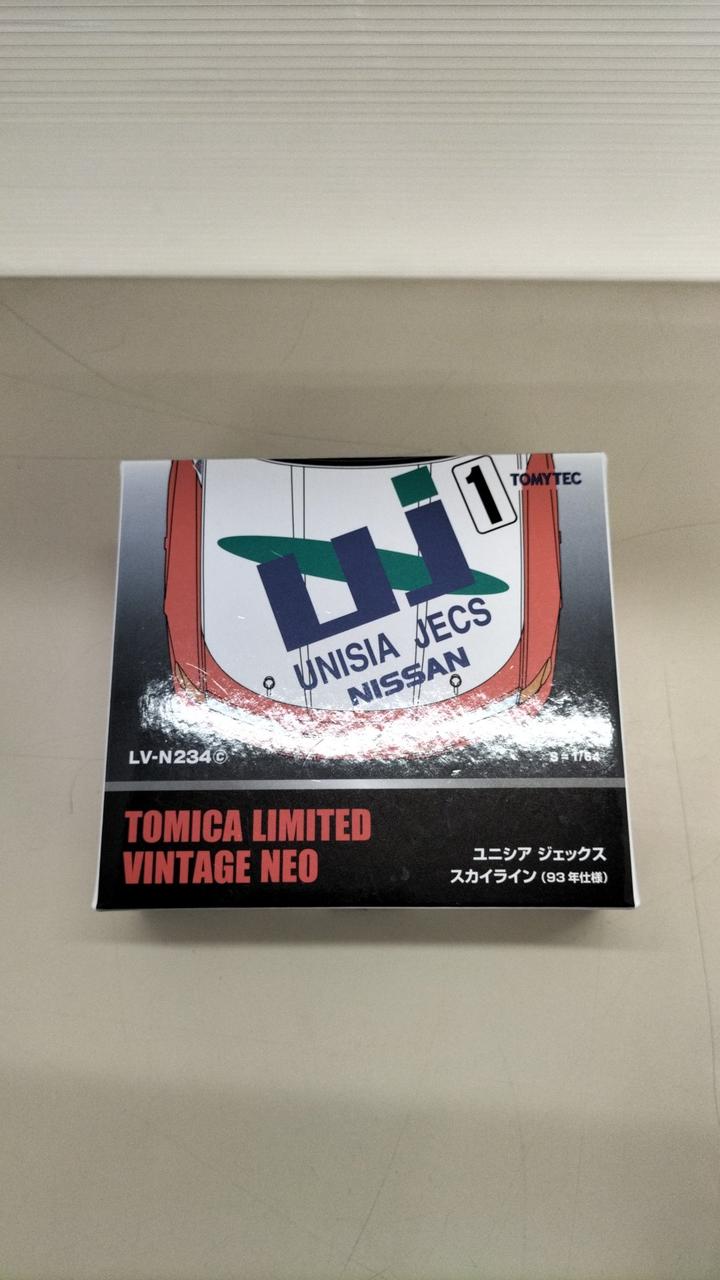 1
TOMYTEC
UJ
UNISIA JECS
NISSAN
LV-N234©
S=1/64
TOMICA LIMITED
VINTAGE NEO
ユニシア ジェックス
スカイライン（93年仕様）